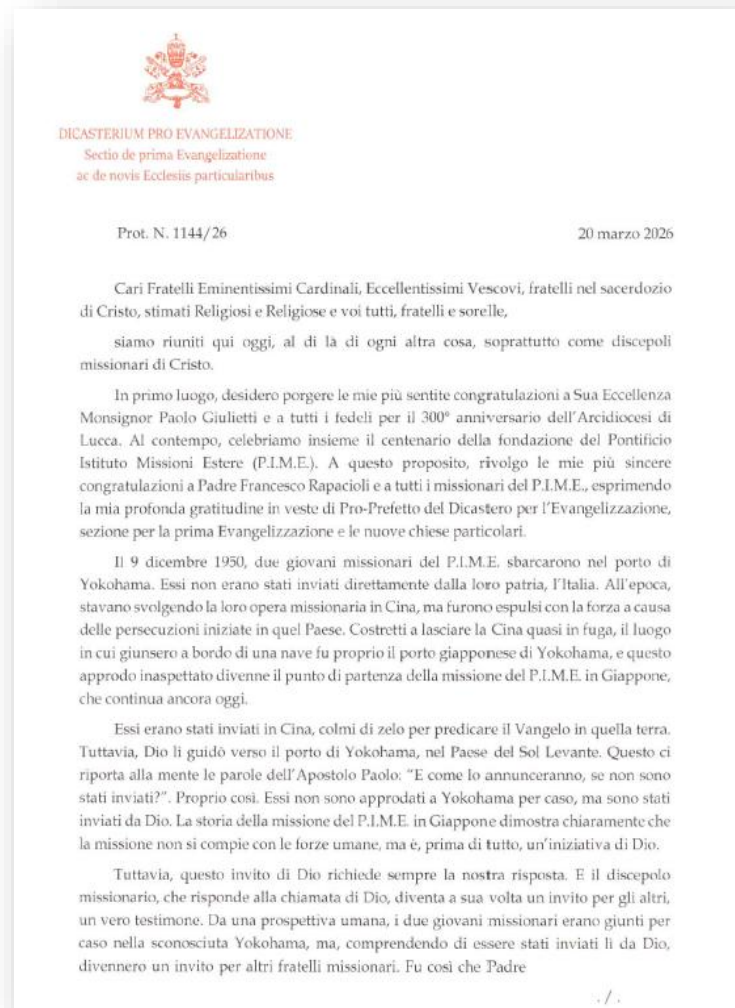 DICASTERIUM PRO EVANGELIZATIONE
Sectio de prima Evangelizatione
ac de novis Ecclesiis particularibus
Prot. N. 1144/26 20 marzo 2026
Cari Fratelli Eminentissimi Cardinali, Eccellentissimi Vescovi, fratelli nel sacerdozio
di Cristo, stimati Religiosi e Religiose e voi tutti, fratelli e sorelle,
siamo riuniti qui oggi, al di là di ogni altra cosa, soprattutto come discepoli
missionari di Cristo.
In primo luogo, desidero porgere le mie più sentite congratulazioni a Sua Eccellenza
Monsignor Paolo Giulietti e a tutti i fedeli per il 300° anniversario dell'Arcidiocesi di
Lucca. Al contempo, celebriamo insieme il centenario della fondazione del Pontificio
Istituto Missioni Estere (P.I.M.E.). A questo proposito, rivolgo le mie più sincere
congratulazioni a Padre Francesco Rapacioli e a tutti i missionari del P.I.M.E., esprimendo
la mia profonda gratitudine in veste di Pro-Prefetto del Dicastero per l'Evangelizzazione,
sezione per la prima Evangelizzazione e le nuove chiese particolari.
Il 9 dicembre 1950, due giovani missionari del P.I.M.E. sbarcarono nel porto di
Yokohama. Essi non erano stati inviati direttamente dalla loro patria, l'Italia. All'epoca,
stavano svolgendo la loro opera missionaria in Cina, ma furono espulsi con la forza a causa
delle persecuzioni iniziate in quel Paese. Costretti a lasciare la Cina quasi in fuga, il luogo
in cui giunsero a bordo di una nave fu proprio il porto giapponese di Yokohama, e questo
approdo inaspettato divenne il punto di partenza della missione del P.I.M.E. in Giappone,
che continua ancora oggi.
Essi erano stati inviati in Cina, colmi di zelo per predicare il Vangelo in quella terra.
Tuttavia, Dio li guidò verso il porto di Yokohama, nel Paese del Sol Levante. Questo ci
riporta alla mente le parole dell'Apostolo Paolo: "E come lo annunceranno, se non sono
stati inviati?". Proprio così. Essi non sono approdati a Yokohama per caso, ma sono stati
inviati da Dio. La storia della missione del P.I.M.E. in Giappone dimostra chiaramente che
la missione non si compie con le forze umane, ma è, prima di tutto, un'iniziativa di Dio.
Tuttavia, questo invito di Dio richiede sempre la nostra risposta. E il discepolo
missionario, che risponde alla chiamata di Dio, diventa a sua volta un invito per gli altri,
un vero testimone. Da una prospettiva umana, i due giovani missionari erano giunti per
caso nella sconosciuta Yokohama, ma, comprendendo di essere stati inviati lì da Dio,
divennero un invito per altri fratelli missionari. Fu così che Padre
./.